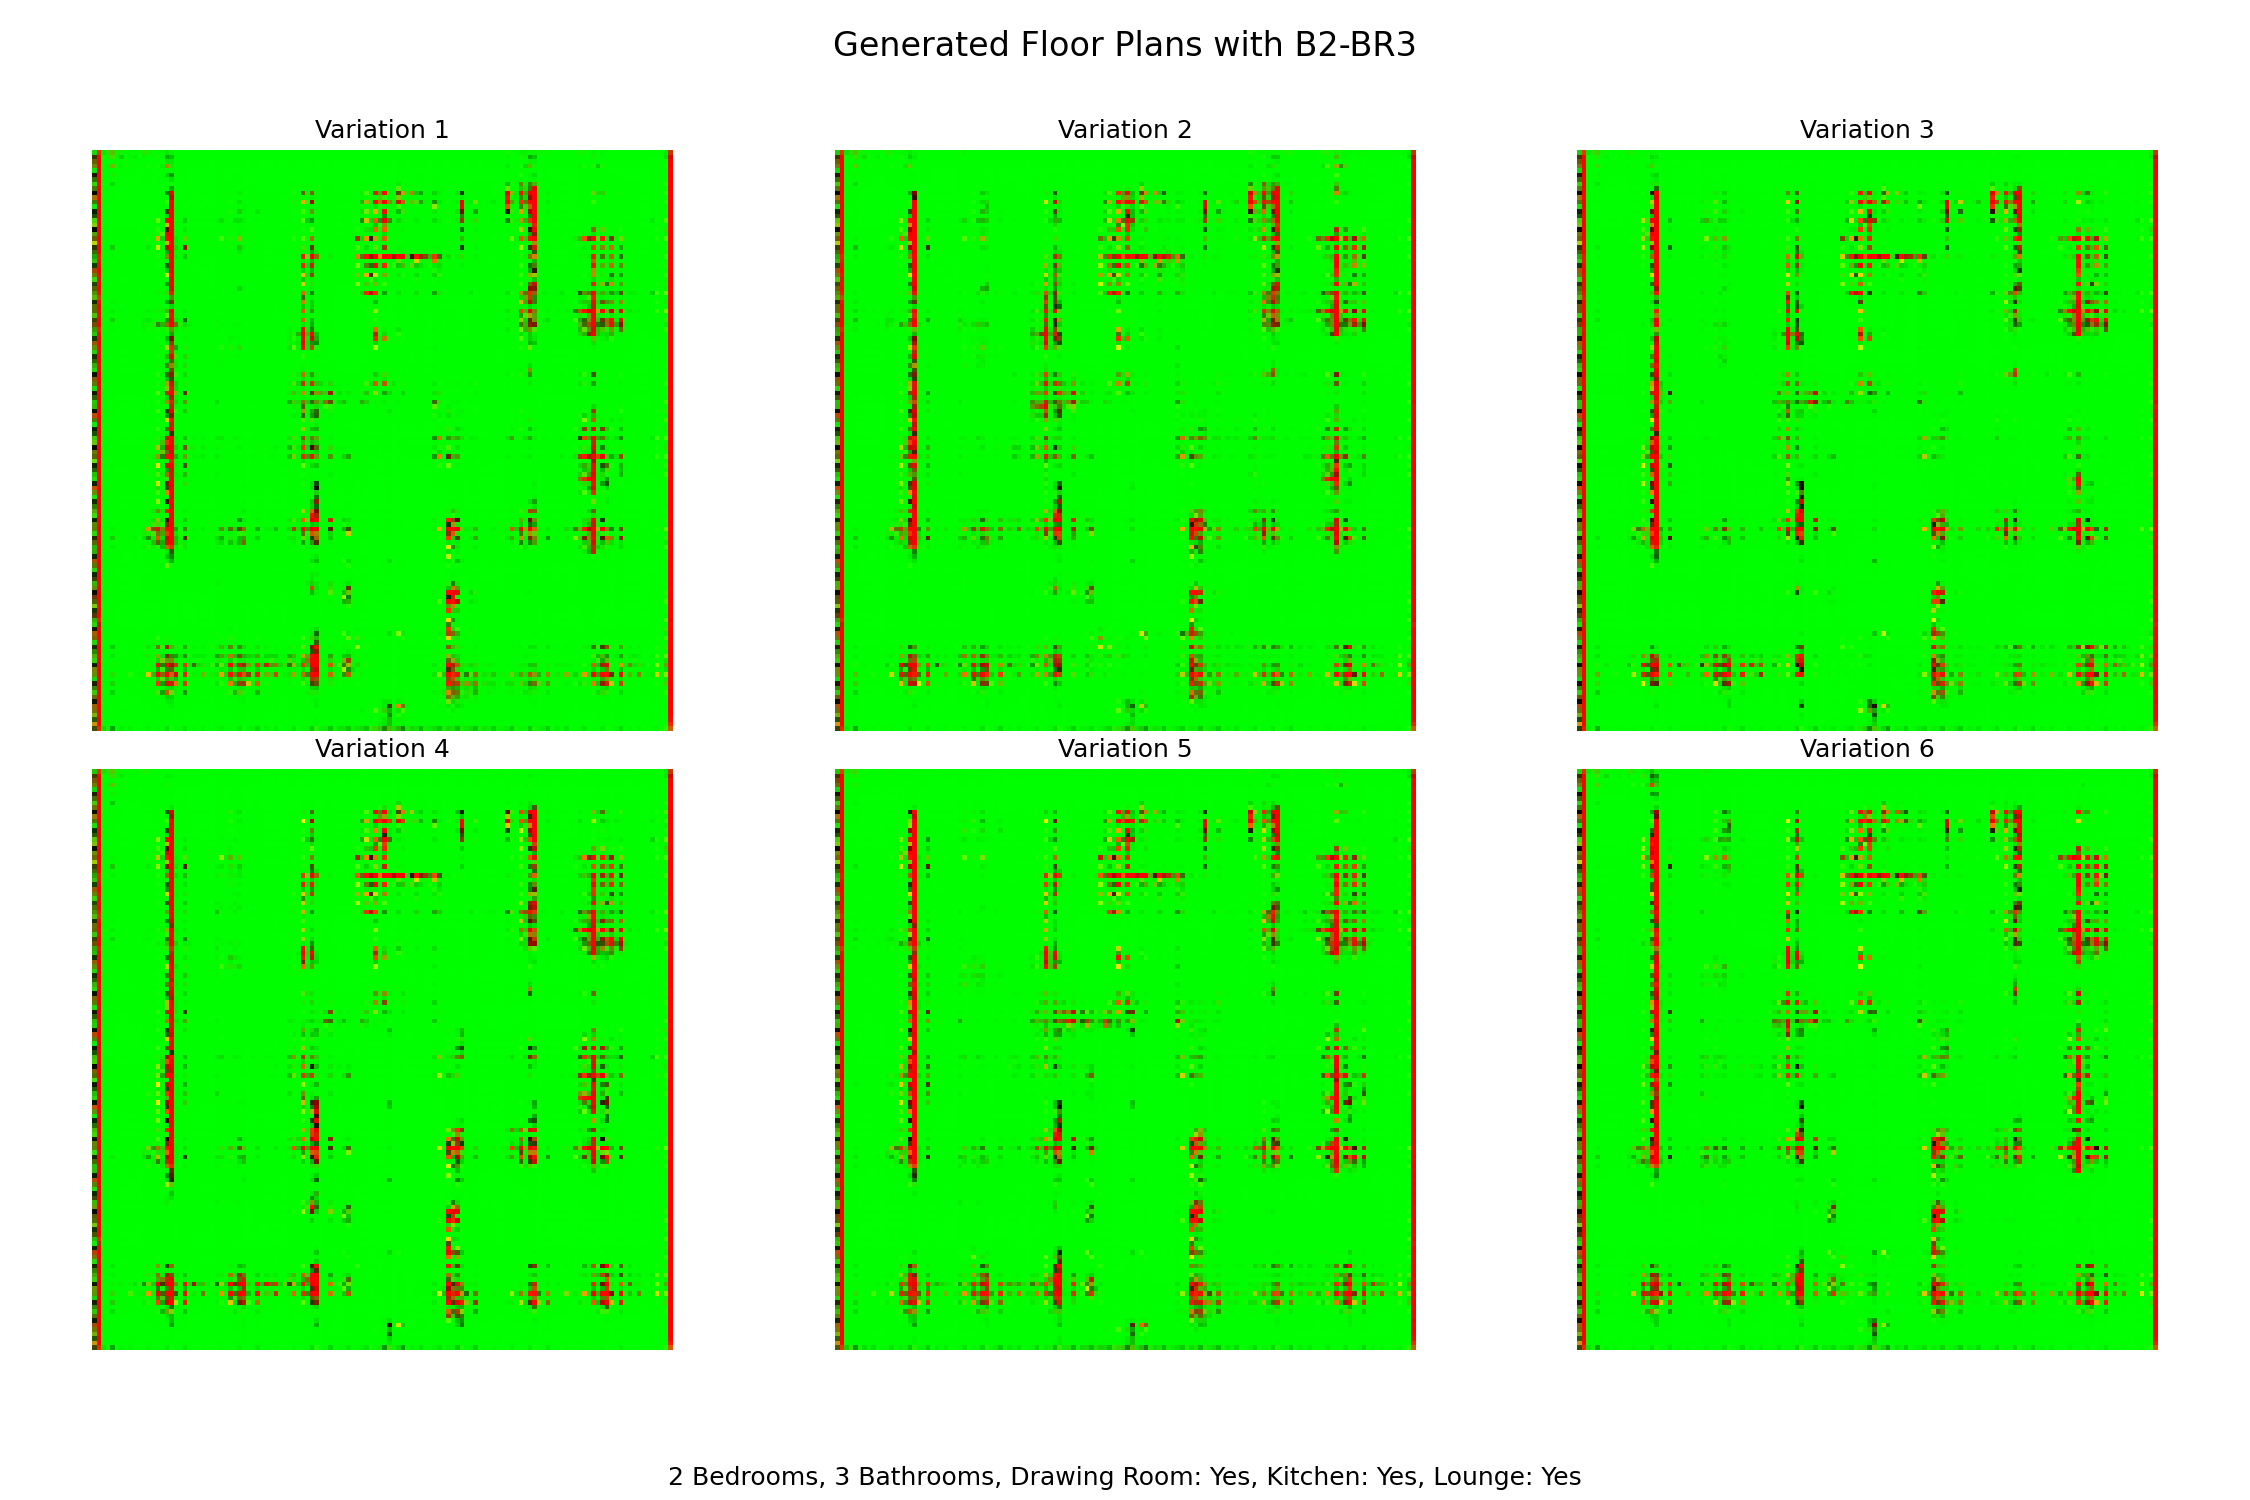 Generated Floor Plans with B2-BR3
Variation 1
Variation 2
Variation 3
Variation 4
Variation 5
Variation 6
2 Bedrooms, 3 Bathrooms, Drawing Room: Yes, Kitchen: Yes, Lounge: Yes